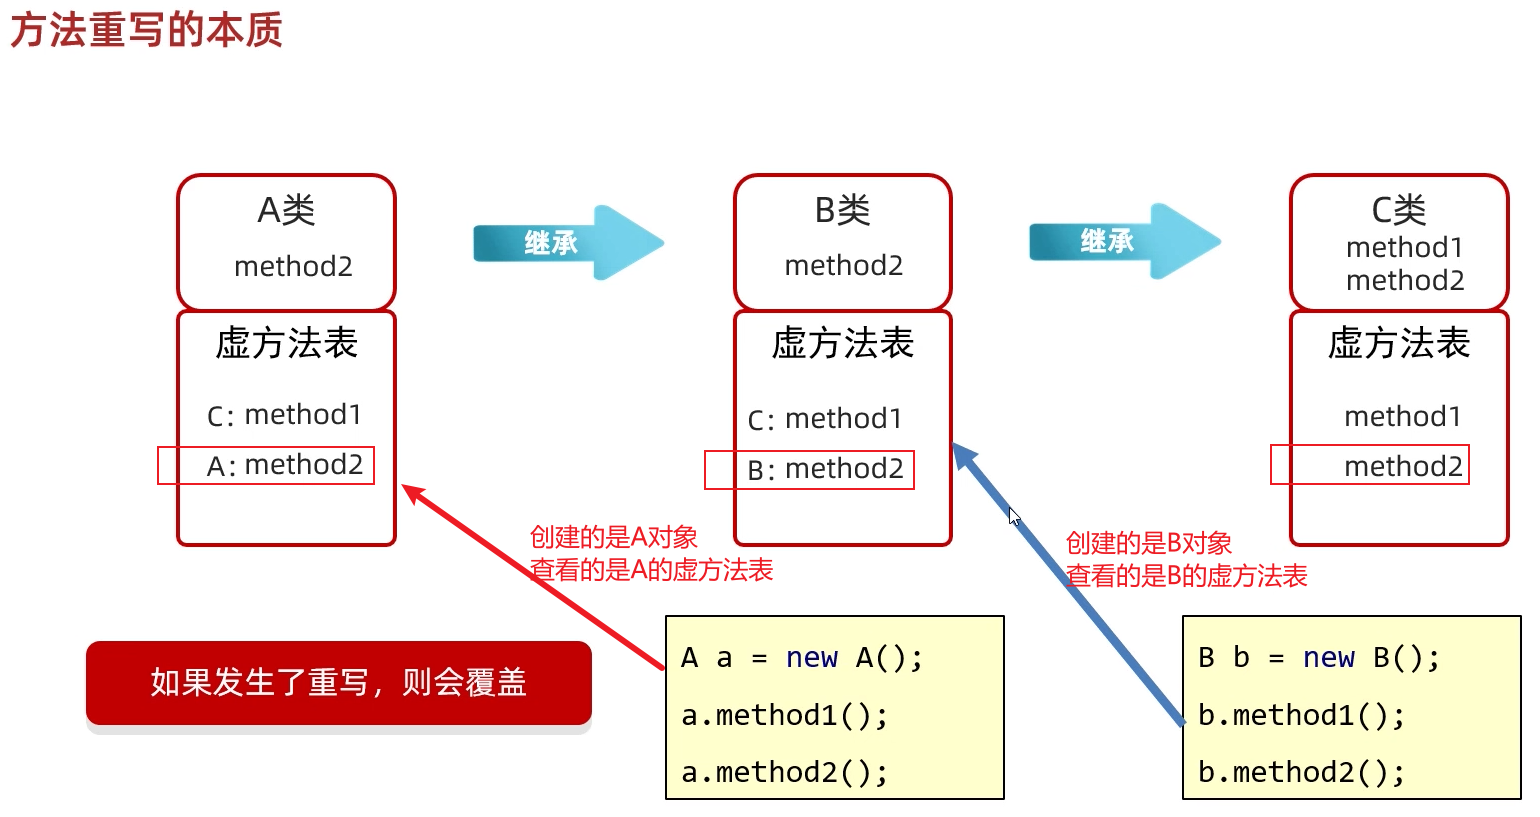 方法重写的本质
A类
method2
继承
B类
method2
继承
C类
method1
method2
虚方法表
C: method1
A: method2
虚方法表
C: method1
B: method2
虚方法表
method1
method2
创建的是A对象
查看的是A的虚方法表
创建的是B对象
查看的是B的虚方法表
如果发生了重写，则会覆盖
A a = new A();
a.method1();
a.method2();
B b = new B();
b.method1();
b.method2();